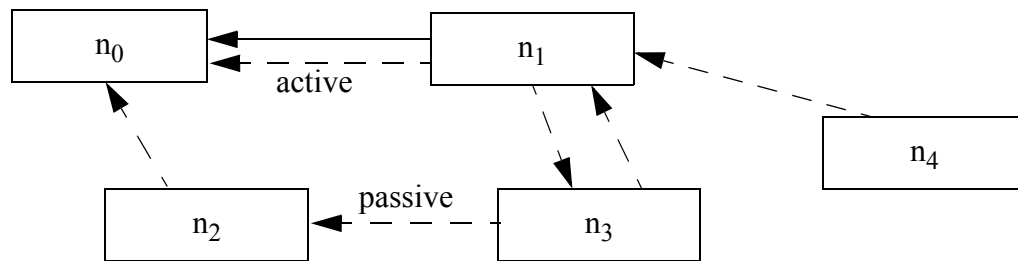 n₀
n₁
active
n₄
passive
n₂
n₃